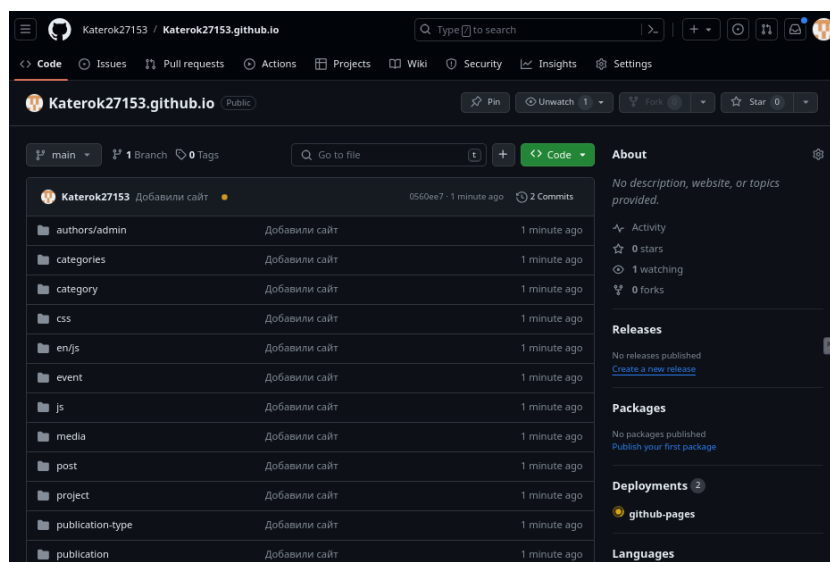 Katerok27153 / Katerok27153.github.io
Type / to search
Code
Issues
Pull requests
Actions
Projects
Wiki
Security
Insights
Settings
Katerok27153.github.io Public
Pin
Unwatch 1
Fork 0
Star 0
main
1 Branch
0 Tags
Go to file
t
Code
Katerok27153 Добавили сайт
0560ee7 · 1 minute ago
2 Commits
authors/admin Добавили сайт 1 minute ago
categories Добавили сайт 1 minute ago
category Добавили сайт 1 minute ago
css Добавили сайт 1 minute ago
en/js Добавили сайт 1 minute ago
event Добавили сайт 1 minute ago
js Добавили сайт 1 minute ago
media Добавили сайт 1 minute ago
post Добавили сайт 1 minute ago
project Добавили сайт 1 minute ago
publication-type Добавили сайт 1 minute ago
publication Добавили сайт 1 minute ago
About
No description, website, or topics
provided.
Activity
0 stars
1 watching
0 forks
Releases
No releases published
Create a new release
Packages
No packages published
Publish your first package
Deployments 2
github-pages
Languages